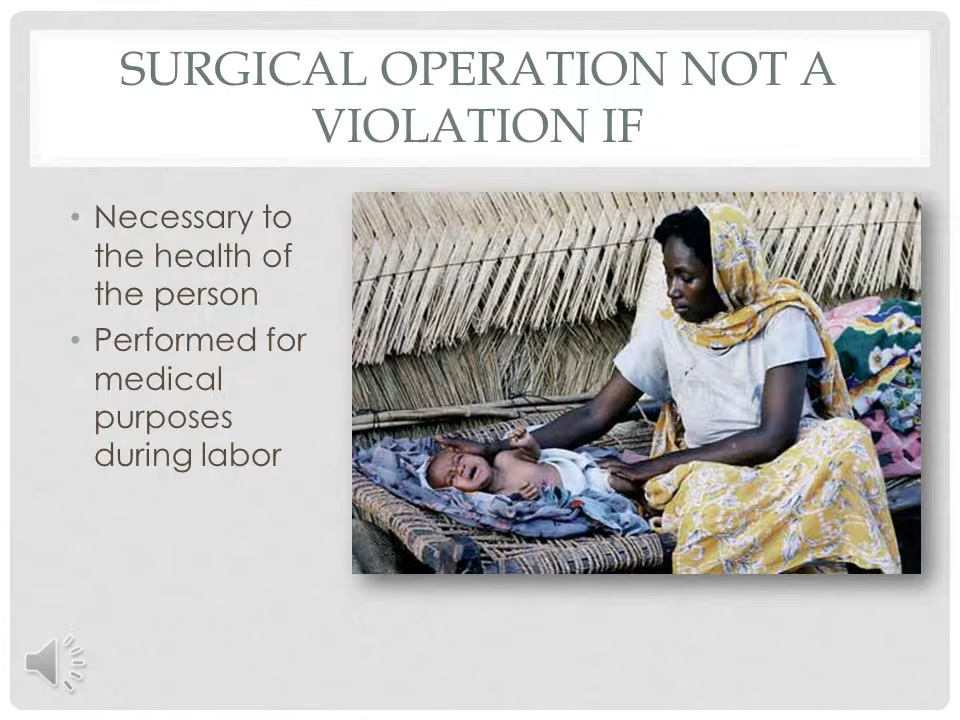 SURGICAL OPERATION NOT A
VIOLATION IF
• Necessary to
the health of
the person
• Performed for
medical
purposes
during labor